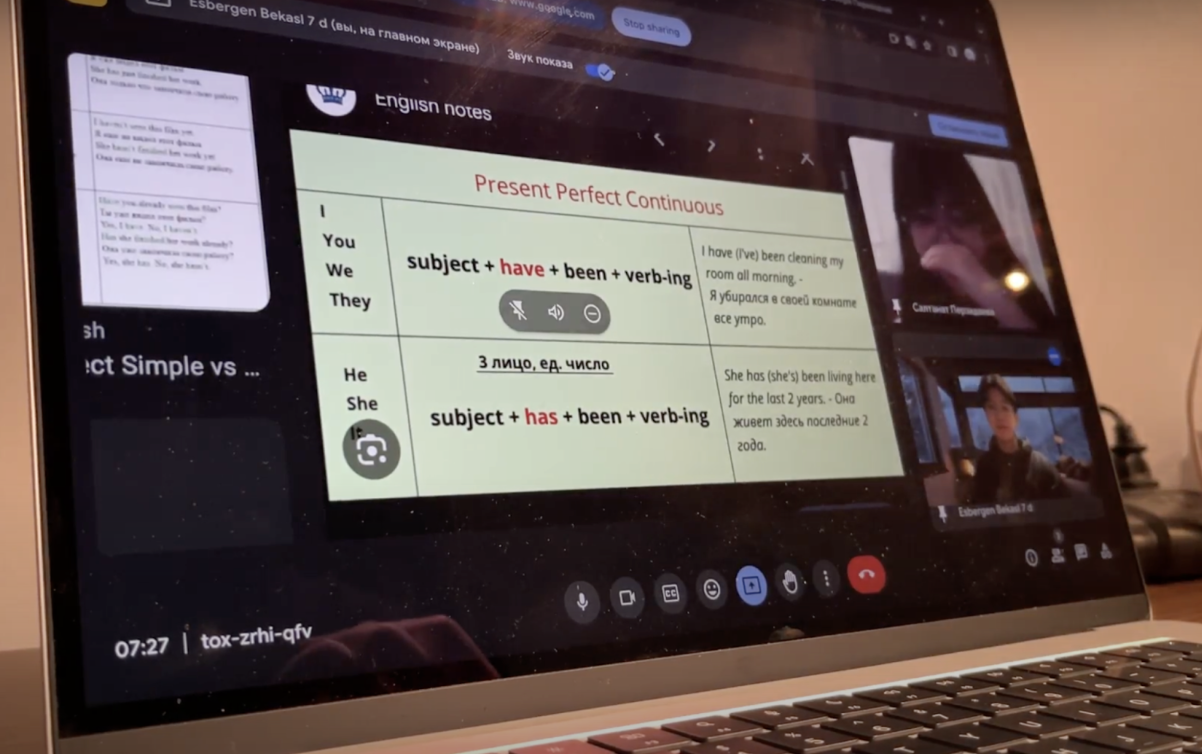 www.google.com
Stop sharing
Esbergen Bekasl 7 d (вы, на главном экране)
Звук показа
English notes
She has just finished her work.
Она только что закончила свою работу.
I haven't seen this film yet.
Я еще не видел этот фильм
She hasn't finished her work yet
Она еще не закончила свою работу.
Have you already seen this film?
Ты уже видел этот фильм?
Yes, I have. No, I haven't.
Has she finished her work already?
Она уже закончила свою работу?
Yes, she has. No, she hasn't.
sh
ct Simple vs ...
Present Perfect Continuous
I
You
We
They
subject + have + been + verb-ing
I have (I've) been cleaning my
room all morning. -
Я убирался в своей комнате
все утро.
He
She
It
3 лицо, ед. число
subject + has + been + verb-ing
She has (she's) been living here
for the last 2 years. - Она
живет здесь последние 2
года.
Салтанат
Esbergen Bekasl 7 d
07:27 | tox-zrhi-qfv